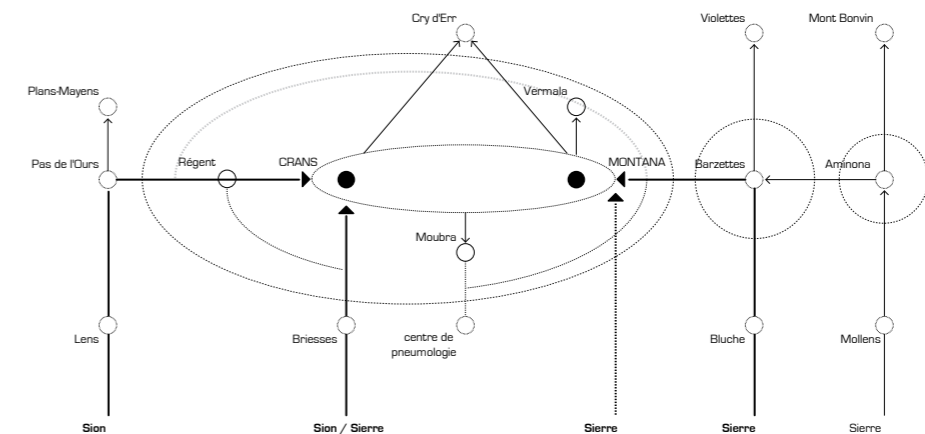 Cry d'Err
Violettes
Mont Bonvin
Plans-Mayens
Vermala
Pas de l'Ours
Régent
CRANS
MONTANA
Barzettes
Aminona
Moubra
Lens
Briesses
centre de
pneumologie
Bluche
Mollens
Sion
Sion / Sierre
Sierre
Sierre
Sierre